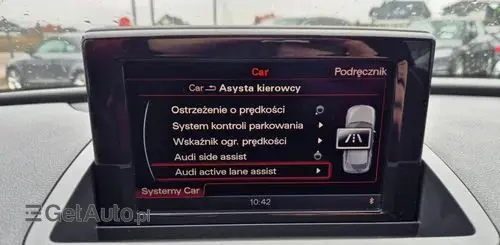 Car
Podręcznik
Car Asysta kierowcy
Ostrzeżenie o prędkości
System kontroli parkowania
Wskaźnik ogr. prędkości
Audi side assist
Audi active lane assist
Systemy Car
10:42
GetAuto.pl